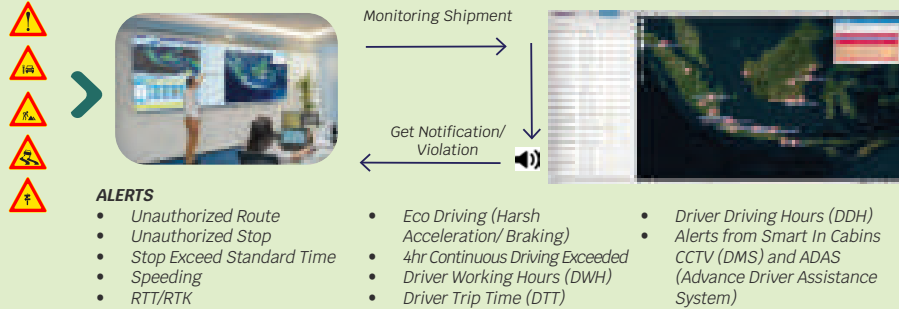 Monitoring Shipment
Get Notification/
Violation
ALERTS
• Unauthorized Route
• Unauthorized Stop
• Stop Exceed Standard Time
• Speeding
• RTT/RTK
• Eco Driving (Harsh
Acceleration/ Braking)
• 4hr Continuous Driving Exceeded
• Driver Working Hours (DWH)
• Driver Trip Time (DTT)
• Driver Driving Hours (DDH)
• Alerts from Smart In Cabins
CCTV (DMS) and ADAS
(Advance Driver Assistance
System)